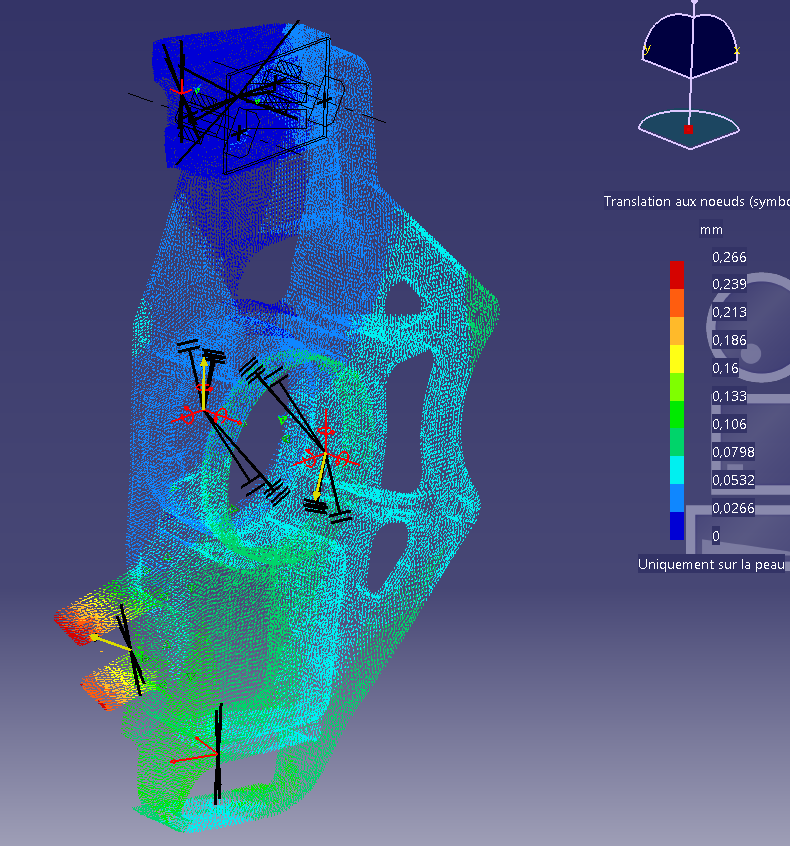 y
x
Translation aux noeuds (symbo
mm
0,266
0,239
0,213
0,186
0,16
0,133
0,106
0,0798
0,0532
0,0266
0
Uniquement sur la peau